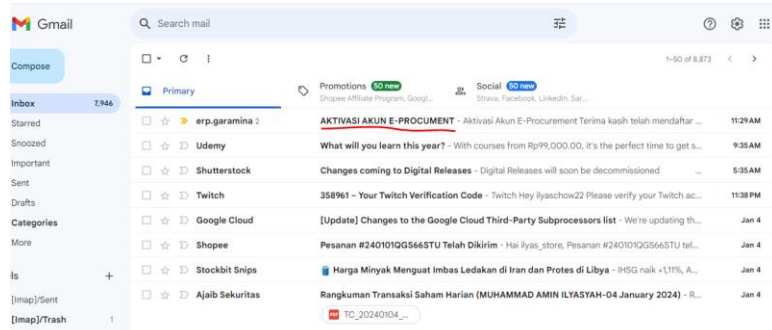 Gmail
Search mail
Compose
1–50 of 8,873
Primary
Promotions 50 new
Shopee Affiliate Program, Googl...
Social 50 new
Strava, Facebook, LinkedIn, Sar...
Inbox 7,946
Starred
Snoozed
Important
Sent
Drafts
Categories
More
ls +
[Imap]/Sent
[Imap]/Trash 1
erp.garamina 2 AKTIVASI AKUN E-PROCUMENT - Aktivasi Akun E-Procurement Terima kasih telah mendaftar ... 11:29 AM
Udemy What will you learn this year? - With courses from Rp99,000.00, it's the perfect time to get s... 9:35 AM
Shutterstock Changes coming to Digital Releases - Digital Releases will soon be decommissioned ... 5:35 AM
Twitch 358961 – Your Twitch Verification Code - Twitch Hey ilyaschow22 Please verify your Twitch ac... 11:38 PM
Google Cloud [Update] Changes to the Google Cloud Third-Party Subprocessors list - We're updating th... Jan 4
Shopee Pesanan #240101QGS66STU Telah Dikirim - Hai ilyas_store, Pesanan #240101QGS66STU tel... Jan 4
Stockbit Snips 🛢️ Harga Minyak Menguat Imbas Ledakan di Iran dan Protes di Libya - IHSG naik +1,11%, A... Jan 4
Ajaib Sekuritas Rangkuman Transaksi Saham Harian (MUHAMMAD AMIN ILYASYAH-04 January 2024) - R... Jan 4
PDF TC_20240104_...